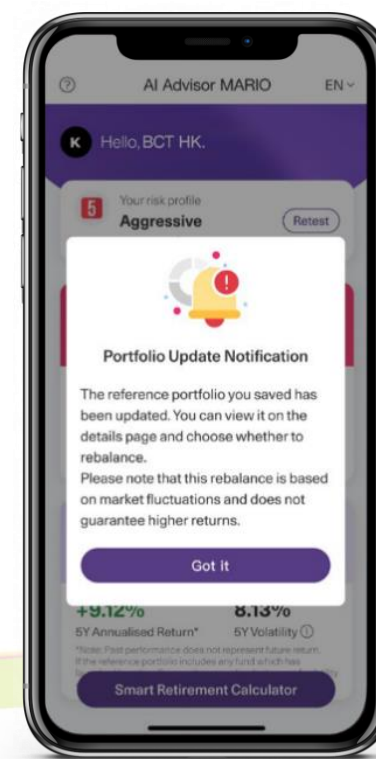 AI Advisor MARIO
EN
K
Hello, BCT HK.
5
Your risk profile
Aggressive
Retest
Portfolio Update Notification
The reference portfolio you saved has
been updated. You can view it on the
details page and choose whether to
rebalance.
Please note that this rebalance is based
on market fluctuations and does not
guarantee higher returns.
Got it
+9.12%
8.13%
5Y Annualised Return*
5Y Volatility
*Note: Past performance does not represent future return.
If the reference portfolio includes any fund which has
Smart Retirement Calculator